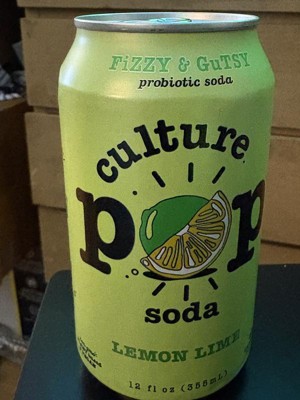 FiZZY & GuTSY
probiotic soda
culture
pop
soda
LEMON LIME
12 fl oz (355mL)